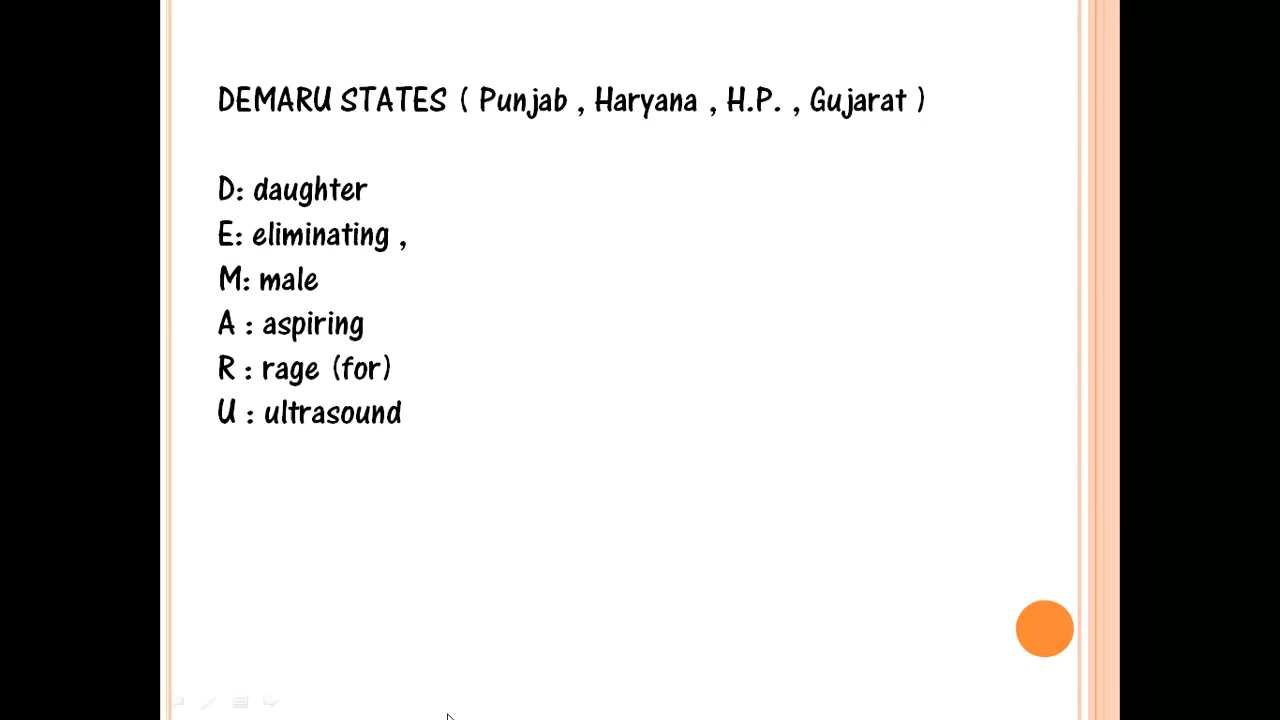 DEMARU STATES ( Punjab , Haryana , H.P. , Gujarat )
D: daughter
E: eliminating ,
M: male
A : aspiring
R : rage (for)
U : ultrasound